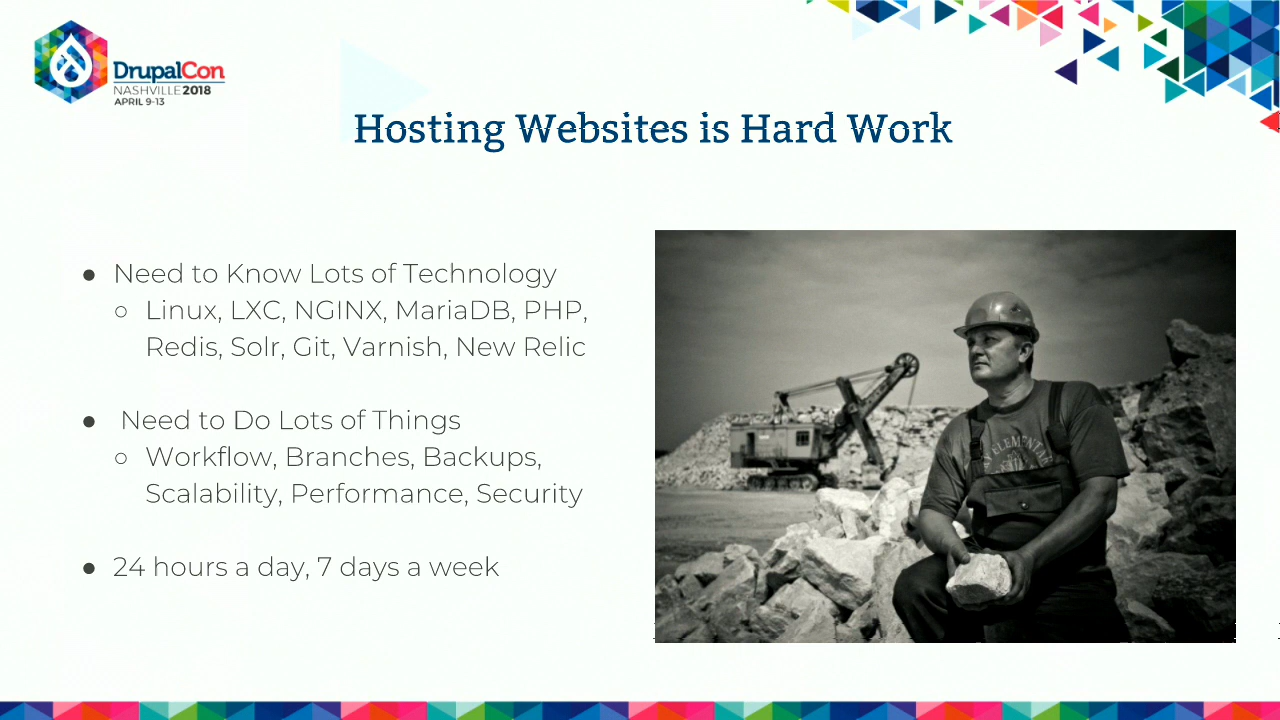 DrupalCon
NASHVILLE 2018
APRIL 9-13
Hosting Websites is Hard Work
● Need to Know Lots of Technology
○ Linux, LXC, NGINX, MariaDB, PHP,
Redis, Solr, Git, Varnish, New Relic
● Need to Do Lots of Things
○ Workflow, Branches, Backups,
Scalability, Performance, Security
● 24 hours a day, 7 days a week